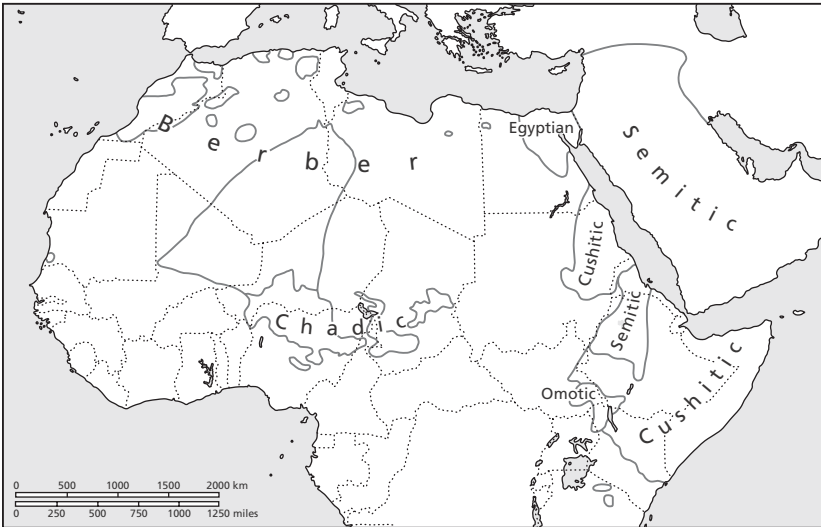 Berber
Egyptian
Semitic
Cushitic
Chadic
Semitic
Omotic
Cushitic
0 500 1000 1500 2000 km
0 250 500 750 1000 1250 miles